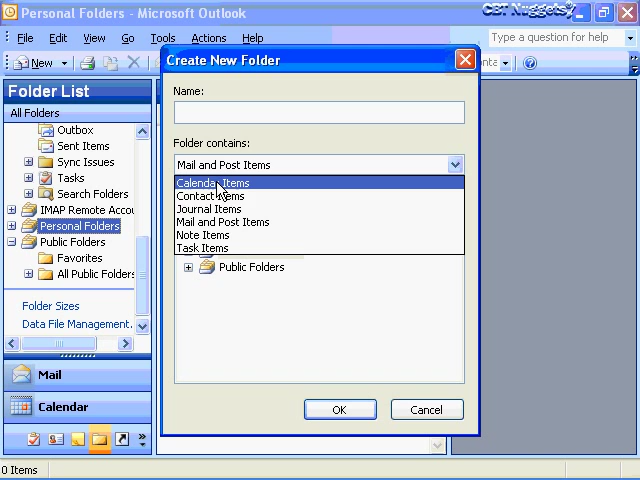 Personal Folders - Microsoft Outlook
CBT Nuggets
File Edit View Go Tools Actions Help
Type a question for help
New
Folder List
All Folders
Outbox
Sent Items
Sync Issues
Tasks
Search Folders
IMAP Remote Accou
Personal Folders
Public Folders
Favorites
All Public Folders
Folder Sizes
Data File Management.
Mail
Calendar
0 Items
Create New Folder
Name:
Folder contains:
Mail and Post Items
Calendar Items
Contact Items
Journal Items
Mail and Post Items
Note Items
Task Items
Public Folders
OK Cancel